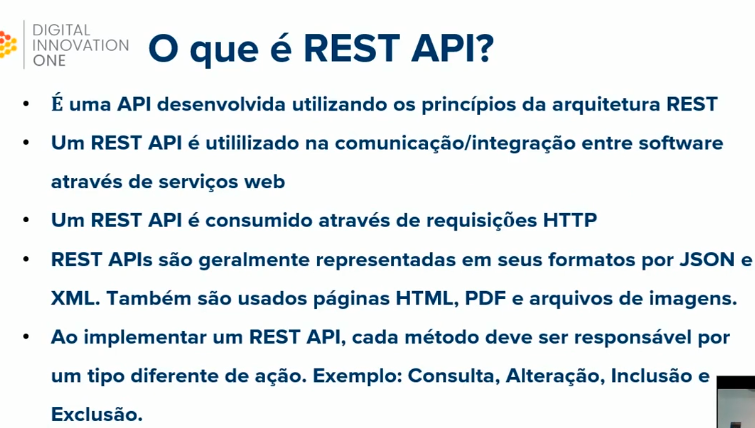 DIGITAL
INNOVATION
ONE
O que é REST API?
• É uma API desenvolvida utilizando os princípios da arquitetura REST
• Um REST API é utililizado na comunicação/integração entre software
através de serviços web
• Um REST API é consumido através de requisições HTTP
• REST APIs são geralmente representadas em seus formatos por JSON e
XML. Também são usados páginas HTML, PDF e arquivos de imagens.
• Ao implementar um REST API, cada método deve ser responsável por
um tipo diferente de ação. Exemplo: Consulta, Alteração, Inclusão e
Exclusão.